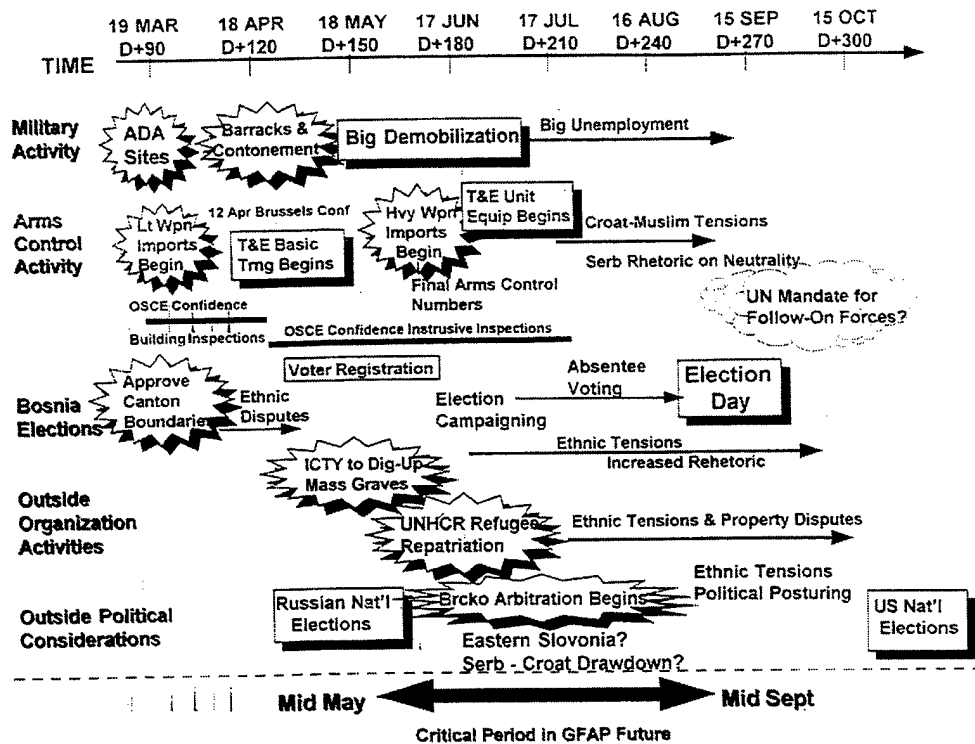 19 MAR 18 APR 18 MAY 17 JUN 17 JUL 16 AUG 15 SEP 15 OCT
D+90 D+120 D+150 D+180 D+210 D+240 D+270 D+300
TIME
Military
Activity
ADA
Sites
Barracks &
Contonement
Big Demobilization
Big Unemployment
Arms
Control
Activity
Lt Wpn
Imports
Begin
12 Apr Brussels Conf
T&E Basic
Trng Begins
Hvy Wpn
Imports
Begin
T&E Unit
Equip Begins
Croat-Muslim Tensions
Serb Rhetoric on Neutrality
Final Arms Control
Numbers
UN Mandate for
Follow-On Forces?
OSCE Confidence
Building Inspections
OSCE Confidence Instrusive Inspections
Bosnia
Elections
Approve
Canton
Boundaries
Ethnic
Disputes
Voter Registration
Election
Campaigning
Absentee
Voting
Election
Day
Ethnic Tensions
Increased Rehetoric
Outside
Organization
Activities
ICTY to Dig-Up
Mass Graves
UNHCR Refugee
Repatriation
Ethnic Tensions & Property Disputes
Outside Political
Considerations
Russian Nat'l
Elections
Brcko Arbitration Begins
Ethnic Tensions
Political Posturing
US Nat'l
Elections
Eastern Slovonia?
Serb - Croat Drawdown?
Mid May
Mid Sept
Critical Period in GFAP Future